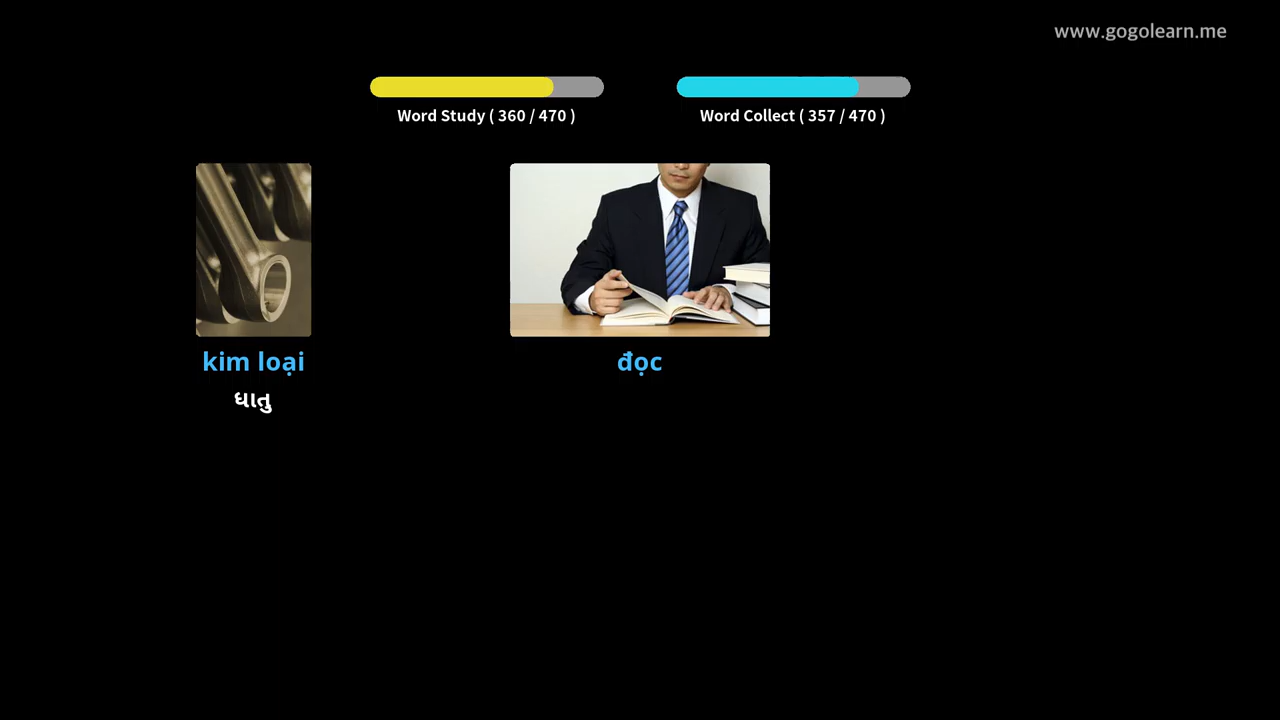 www.gogolearn.me
Word Study ( 360 / 470 )
Word Collect ( 357 / 470 )
kim loại
đọc
ધાતુ